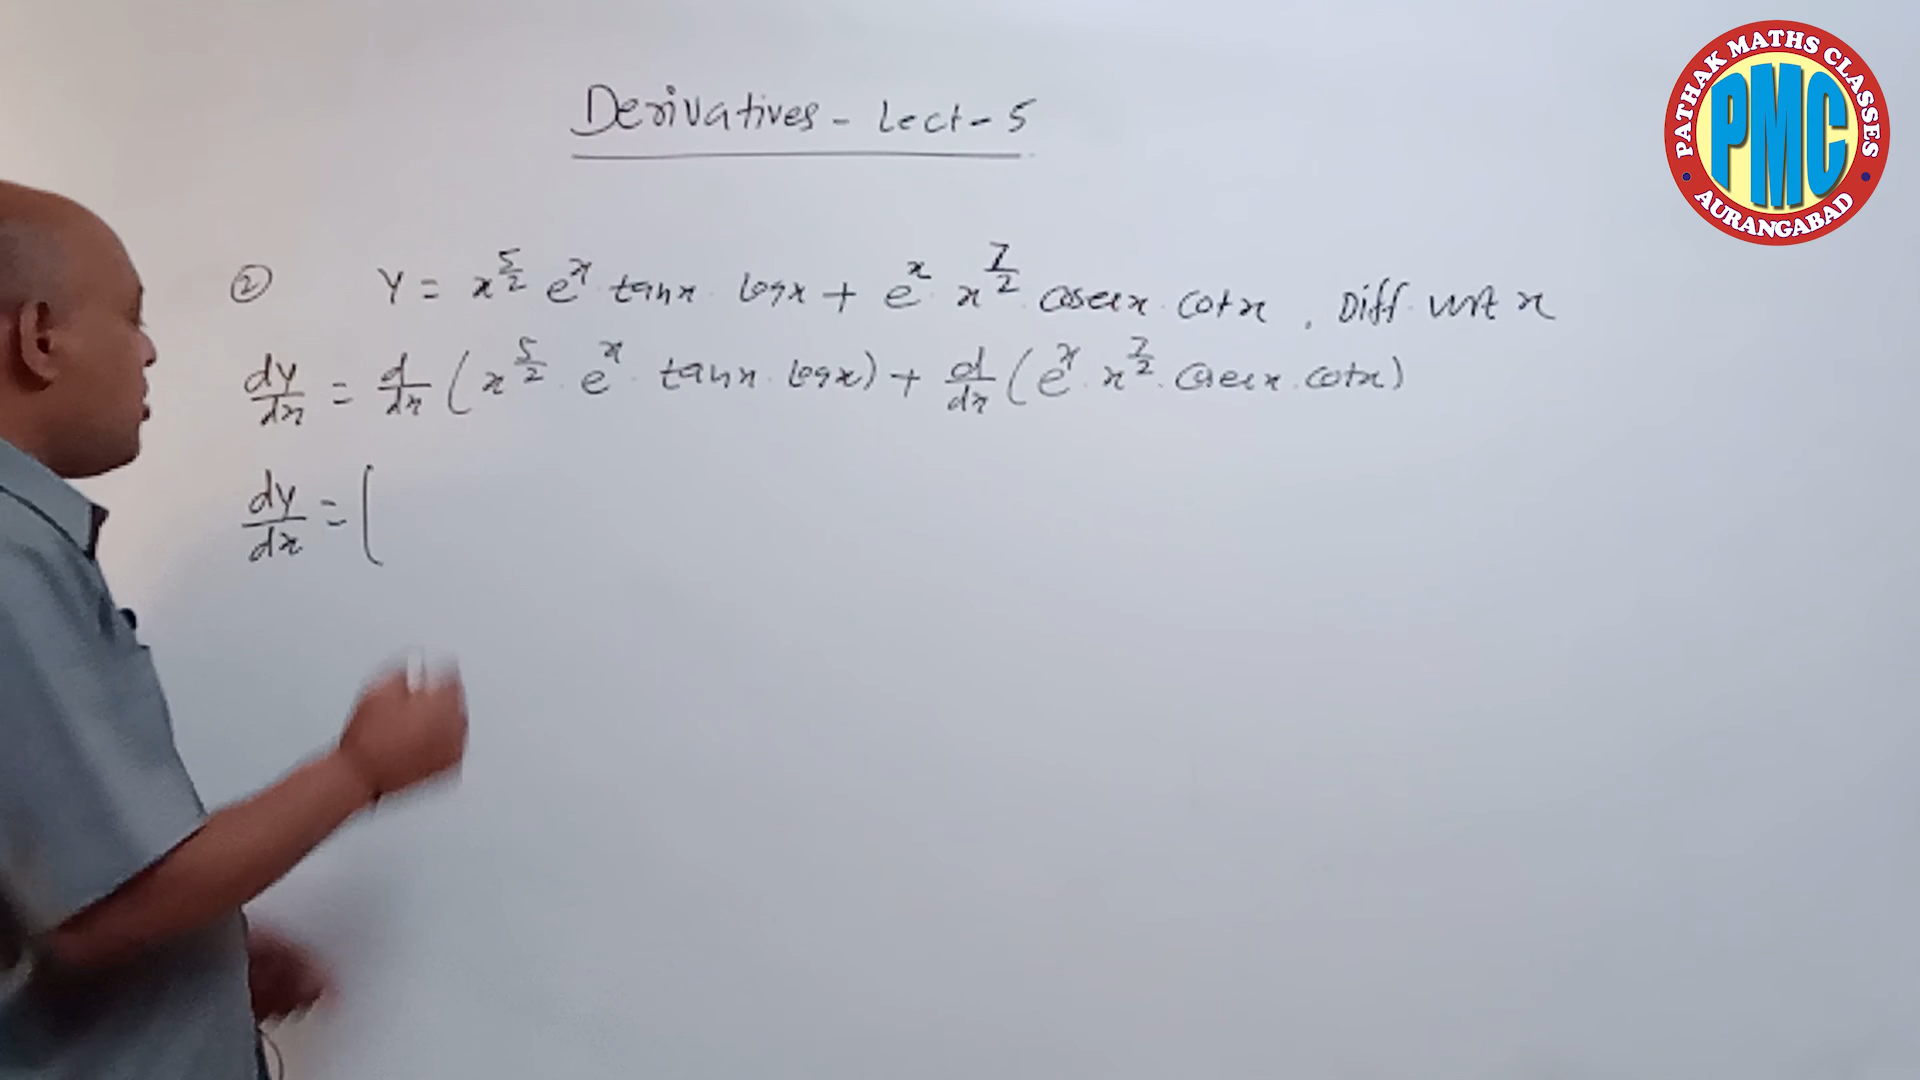 Derivatives - Lect - 5
② Y = x^{5/2} e^x · tanx · logx + e^x · x^{7/2} · cosecx · cotx , Diff wrt x
dy/dx = d/dx (x^{5/2} · e^x · tanx · logx) + d/dx (e^x · x^{7/2} · cosecx · cotx)
dy/dx = (
PATHAK MATHS CLASSES
PMC
AURANGABAD